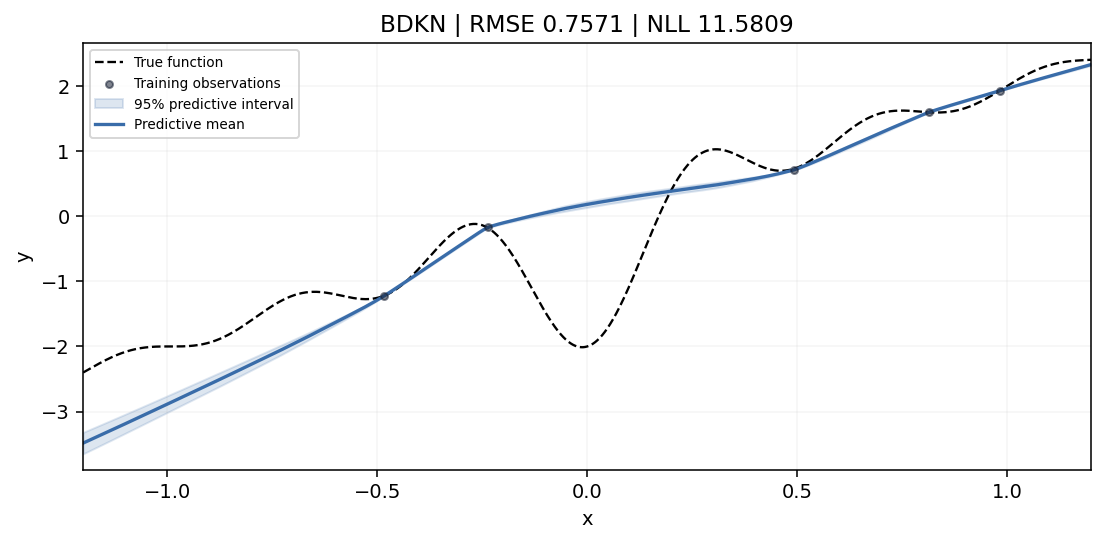 BDKN | RMSE 0.7571 | NLL 11.5809
True function
Training observations
95% predictive interval
Predictive mean
y
2
1
0
−1
−2
−3
−1.0 −0.5 0.0 0.5 1.0
x